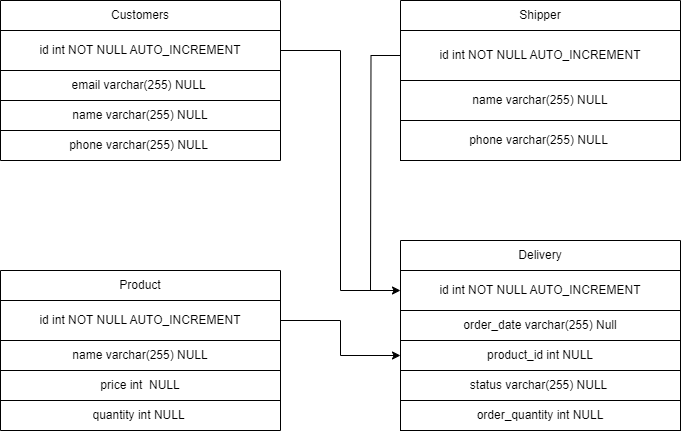 Customers
id int NOT NULL AUTO_INCREMENT
email varchar(255) NULL
name varchar(255) NULL
phone varchar(255) NULL
Shipper
id int NOT NULL AUTO_INCREMENT
name varchar(255) NULL
phone varchar(255) NULL
Product
id int NOT NULL AUTO_INCREMENT
name varchar(255) NULL
price int  NULL
quantity int NULL
Delivery
id int NOT NULL AUTO_INCREMENT
order_date varchar(255) Null
product_id int NULL
status varchar(255) NULL
order_quantity int NULL